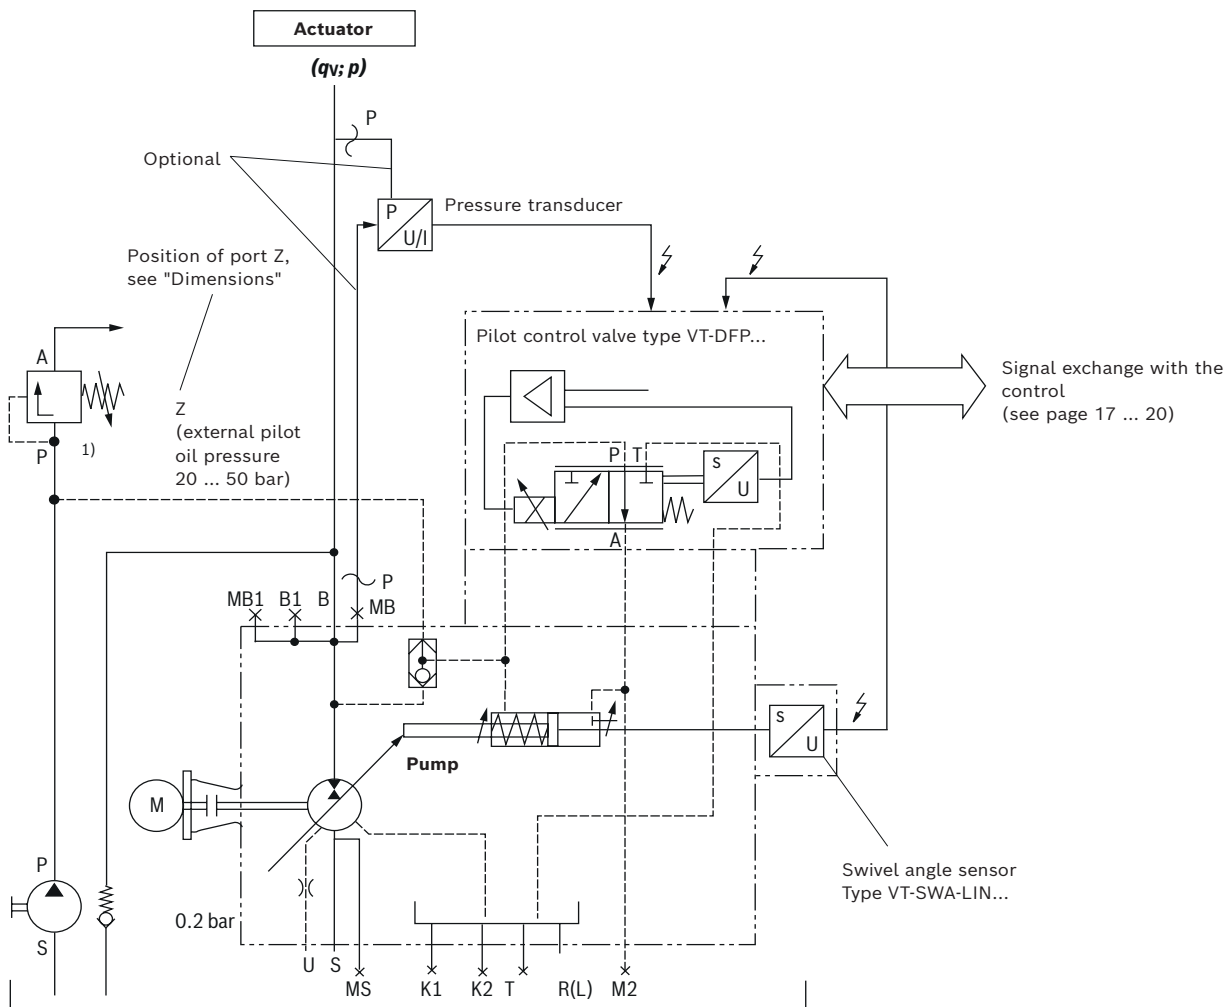 Actuator
(qv; p)
P
Optional
P
U/I
Pressure transducer
Position of port Z,
see "Dimensions"
Pilot control valve type VT-DFP...
A
Signal exchange with the
control
(see page 17 ... 20)
Z
(external pilot
oil pressure
20 ... 50 bar)
P
1)
P T
s
U
A
P
MB1
B1
B
MB
s
U
Pump
M
P
Swivel angle sensor
Type VT-SWA-LIN...
0.2 bar
S
U
S
MS
K1
K2
T
R(L)
M2